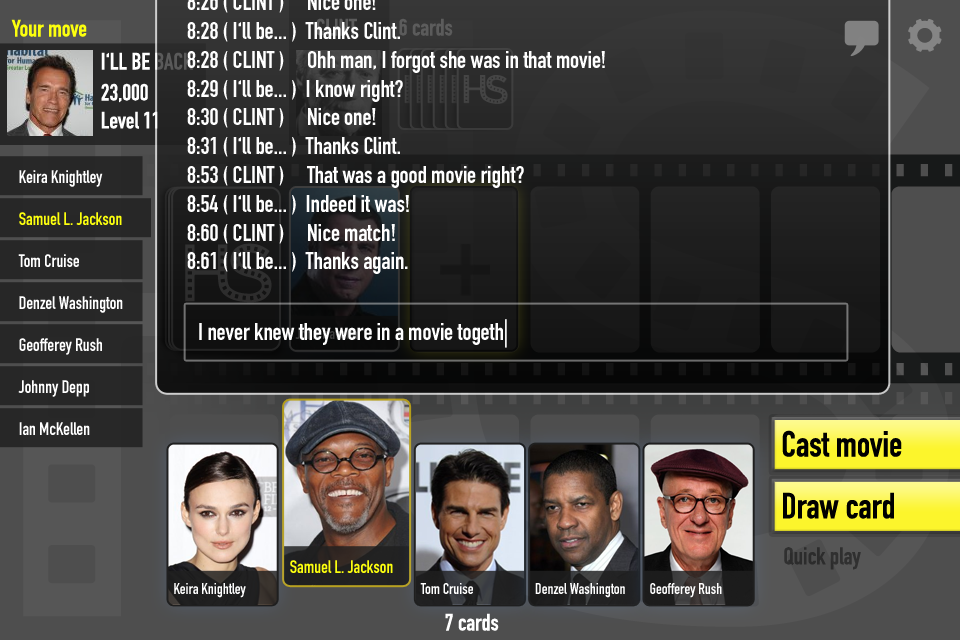 Your move
I'LL BE BACK
23,000
Level 11
CLINT
6 cards
HS
8:26 ( CLINT ) Nice one!
8:28 ( I'll be... ) Thanks Clint.
8:28 ( CLINT ) Ohh man, I forgot she was in that movie!
8:29 ( I'll be... ) I know right?
8:30 ( CLINT ) Nice one!
8:31 ( I'll be... ) Thanks Clint.
8:53 ( CLINT ) That was a good movie right?
8:54 ( I'll be... ) Indeed it was!
8:60 ( CLINT ) Nice match!
8:61 ( I'll be... ) Thanks again.
HS
I never knew they were in a movie togeth
Keira Knightley
Samuel L. Jackson
Tom Cruise
Denzel Washington
Geofferey Rush
Johnny Depp
Ian McKellen
Keira Knightley
Samuel L. Jackson
Tom Cruise
Denzel Washington
Geofferey Rush
7 cards
Cast movie
Draw card
Quick play